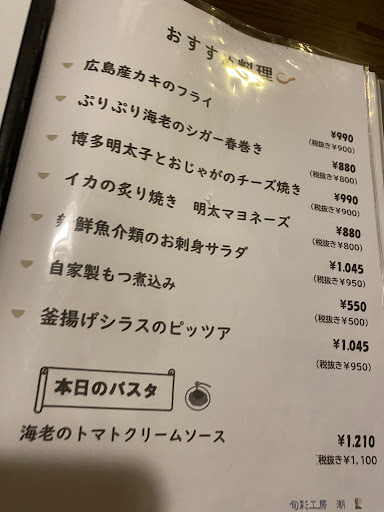 おすすめ料理
広島産カキのフライ
¥990
(税抜き¥900)
ぷりぷり海老のシガー春巻き
¥880
(税抜き¥800)
博多明太子とおじゃがのチーズ焼き
¥990
(税抜き¥900)
イカの炙り焼き 明太マヨネーズ
¥880
(税抜き¥800)
新鮮魚介類のお刺身サラダ
¥1.045
(税抜き¥950)
自家製もつ煮込み
¥550
(税抜き¥500)
釜揚げシラスのピッツア
¥1.045
(税抜き¥950)
本日のパスタ
海老のトマトクリームソース
¥1.210
税抜き¥1,100
旬彩工房 潮